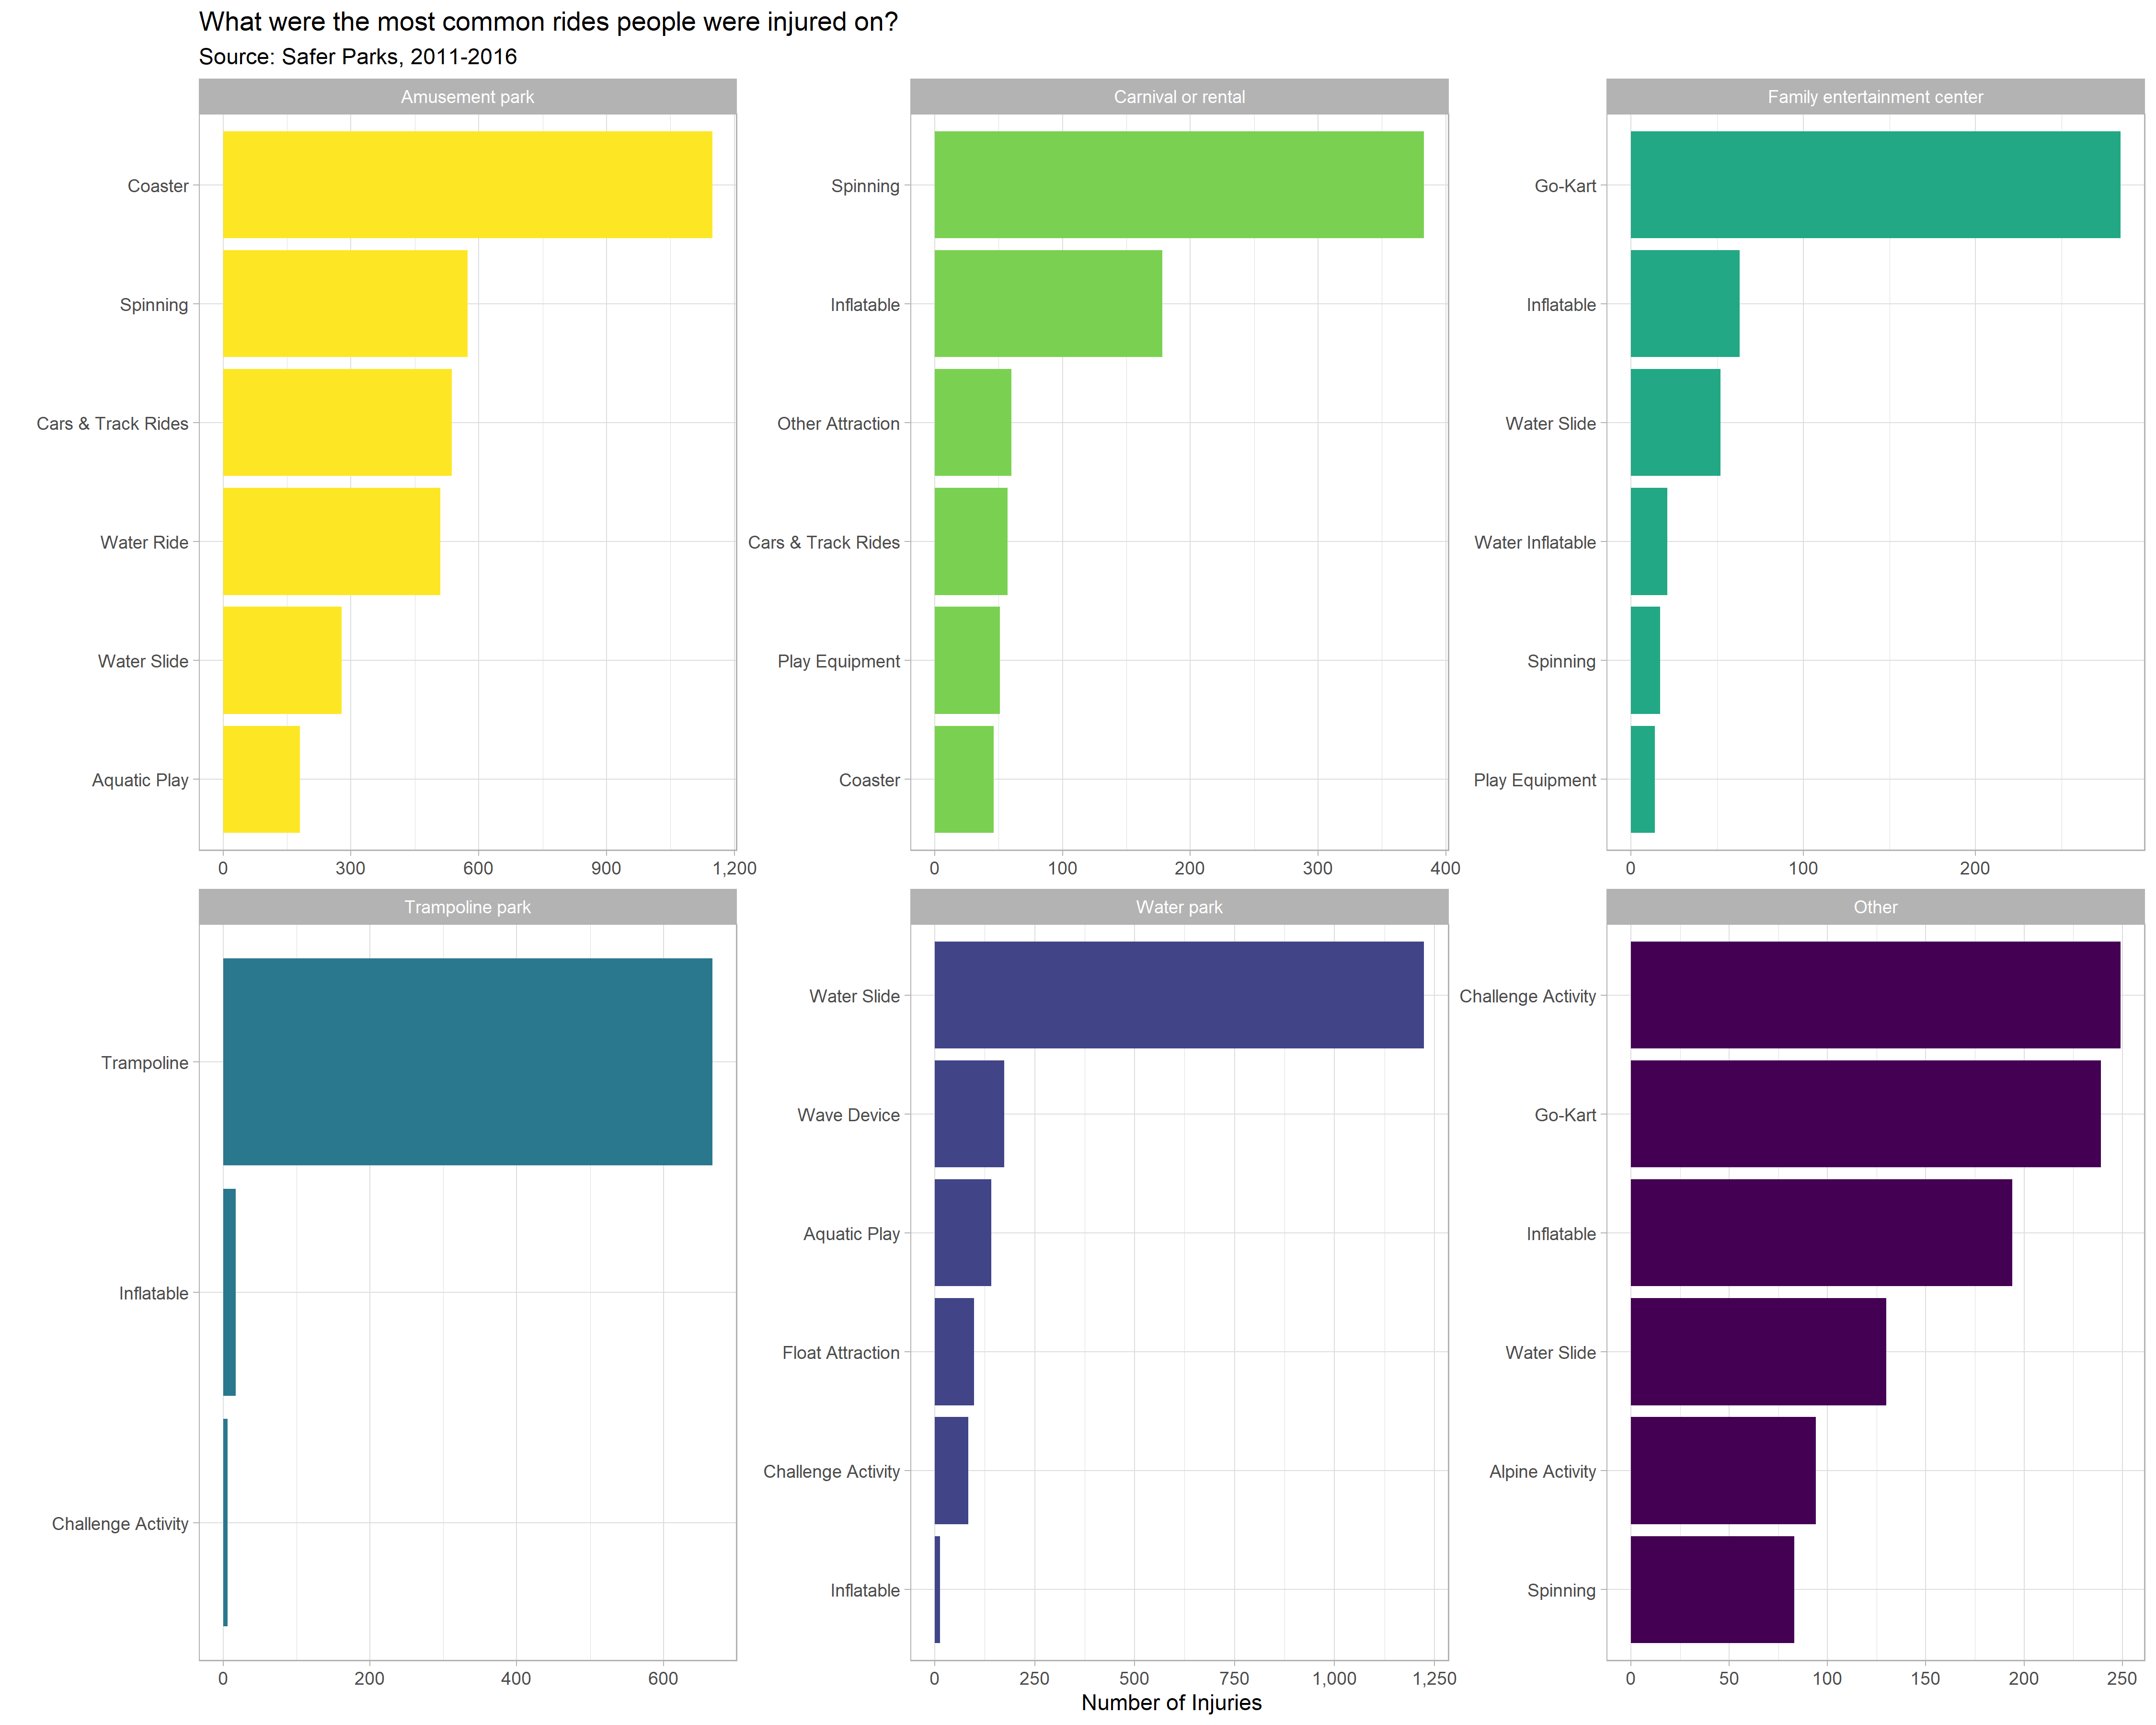 What were the most common rides people were injured on?
Source: Safer Parks, 2011-2016
Amusement park
Coaster
Spinning
Cars & Track Rides
Water Ride
Water Slide
Aquatic Play
0 300 600 900 1,200
Carnival or rental
Spinning
Inflatable
Other Attraction
Cars & Track Rides
Play Equipment
Coaster
0 100 200 300 400
Family entertainment center
Go-Kart
Inflatable
Water Slide
Water Inflatable
Spinning
Play Equipment
0 100 200
Trampoline park
Trampoline
Inflatable
Challenge Activity
0 200 400 600
Water park
Water Slide
Wave Device
Aquatic Play
Float Attraction
Challenge Activity
Inflatable
0 250 500 750 1,000 1,250
Other
Challenge Activity
Go-Kart
Inflatable
Water Slide
Alpine Activity
Spinning
0 50 100 150 200 250
Number of Injuries